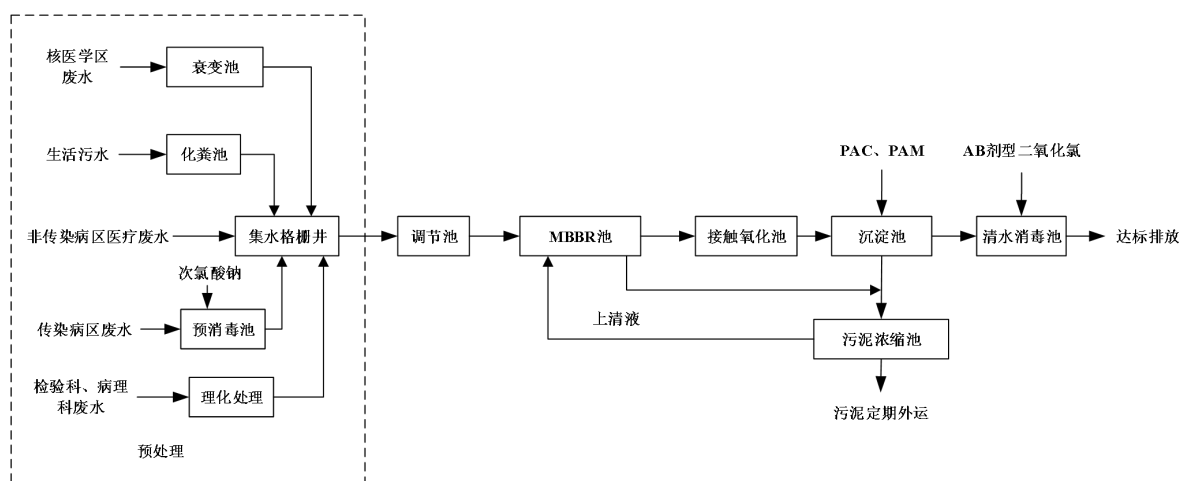 核医学区
废水
衰变池
生活污水
化粪池
PAC、PAM
AB剂型二氧化氯
非传染病区医疗废水
集水格栅井
调节池
MBBR池
接触氧化池
沉淀池
清水消毒池
达标排放
次氯酸钠
传染病区废水
预消毒池
上清液
污泥浓缩池
检验科、病理
科废水
理化处理
污泥定期外运
预处理